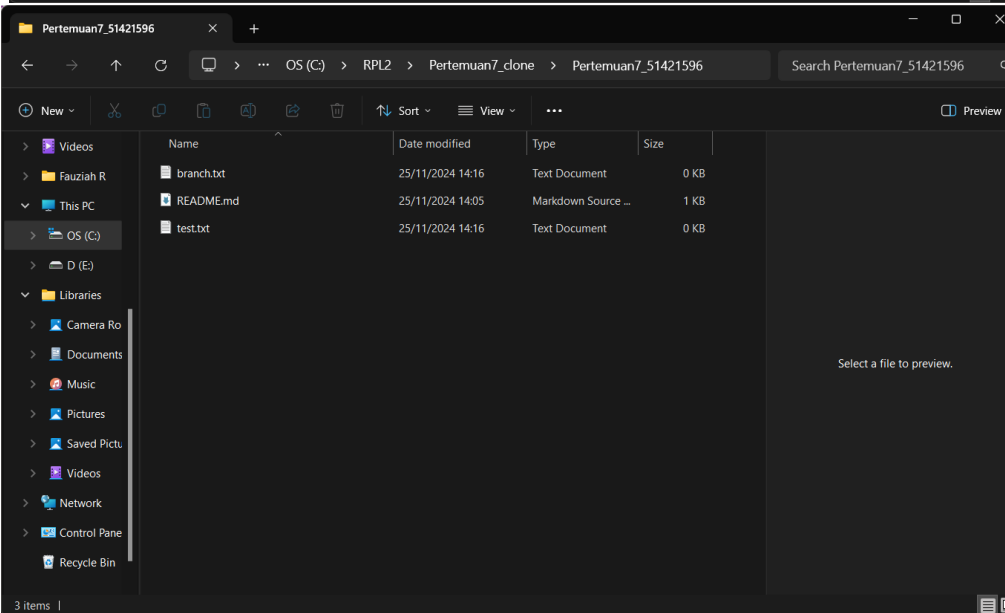 Pertemuan7_51421596
OS (C:) > RPL2 > Pertemuan7_clone > Pertemuan7_51421596
Search Pertemuan7_51421596
New
Sort
View
Preview
Name Date modified Type Size
branch.txt 25/11/2024 14:16 Text Document 0 KB
README.md 25/11/2024 14:05 Markdown Source ... 1 KB
test.txt 25/11/2024 14:16 Text Document 0 KB
Videos
Fauziah R
This PC
OS (C:)
D (E:)
Libraries
Camera Ro
Documents
Music
Pictures
Saved Pictu
Videos
Network
Control Pane
Recycle Bin
Select a file to preview.
3 items